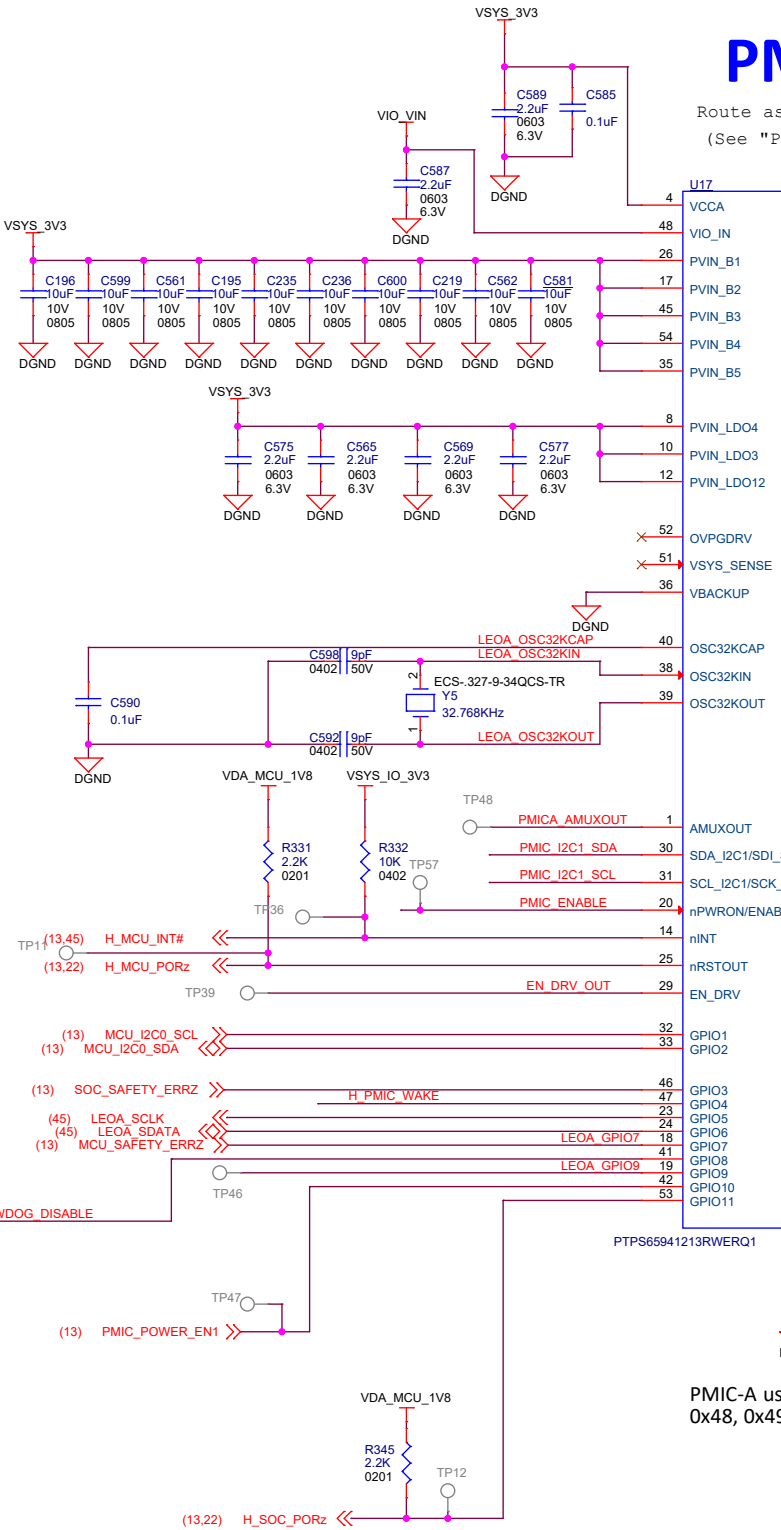 VSYS_3V3
PM
C589
2.2uF
0603
6.3V
C585
0.1uF
Route as
(See "P
VIO_VIN
C587
2.2uF
0603
6.3V
DGND
DGND
U17
4 VCCA
48 VIO_IN
VSYS_3V3
26 PVIN_B1
17 PVIN_B2
45 PVIN_B3
54 PVIN_B4
35 PVIN_B5
C196 C599 C561 C195 C235 C236 C600 C219 C562 C581
10uF 10uF 10uF 10uF 10uF 10uF 10uF 10uF 10uF 10uF
10V 10V 10V 10V 10V 10V 10V 10V 10V 10V
0805 0805 0805 0805 0805 0805 0805 0805 0805 0805
DGND DGND DGND DGND DGND DGND DGND DGND DGND DGND
VSYS_3V3
8 PVIN_LDO4
10 PVIN_LDO3
12 PVIN_LDO12
C575 C565 C569 C577
2.2uF 2.2uF 2.2uF 2.2uF
0603 0603 0603 0603
6.3V 6.3V 6.3V 6.3V
DGND DGND DGND DGND
52 OVPGDRV
51 VSYS_SENSE
36 VBACKUP
DGND
LEOA_OSC32KCAP 40 OSC32KCAP
LEOA_OSC32KIN 38 OSC32KIN
C598 9pF
0402 50V
2
ECS-.327-9-34QCS-TR
Y5
32.768KHz
1
39 OSC32KOUT
C590
0.1uF
C592 9pF
0402 50V
LEOA_OSC32KOUT
DGND
VDA_MCU_1V8
VSYS_IO_3V3
TP48
PMICA_AMUXOUT 1 AMUXOUT
R331
2.2K
0201
R332
10K
0402
PMIC_I2C1_SDA 30 SDA_I2C1/SDI_
TP57
PMIC_I2C1_SCL 31 SCL_I2C1/SCK_
PMIC_ENABLE 20 nPWRON/ENAB
TP36
(13,45) H_MCU_INT# 14 nINT
TP11
(13,22) H_MCU_PORz 25 nRSTOUT
TP39 EN_DRV_OUT 29 EN_DRV
(13) MCU_I2C0_SCL 32 GPIO1
(13) MCU_I2C0_SDA 33 GPIO2
(13) SOC_SAFETY_ERRZ 46 GPIO3
H_PMIC_WAKE 47 GPIO4
(45) LEOA_SCLK 23 GPIO5
(45) LEOA_SDATA 24 GPIO6
(13) MCU_SAFETY_ERRZ LEOA_GPIO7 18 GPIO7
41 GPIO8
TP46 LEOA_GPIO9 19 GPIO9
42 GPIO10
53 GPIO11
WDOG_DISABLE
PTPS65941213RWERQ1
TP47
(13) PMIC_POWER_EN1
PMIC-A us
0x48, 0x49
VDA_MCU_1V8
R345
2.2K
0201
TP12
(13,22) H_SOC_PORz